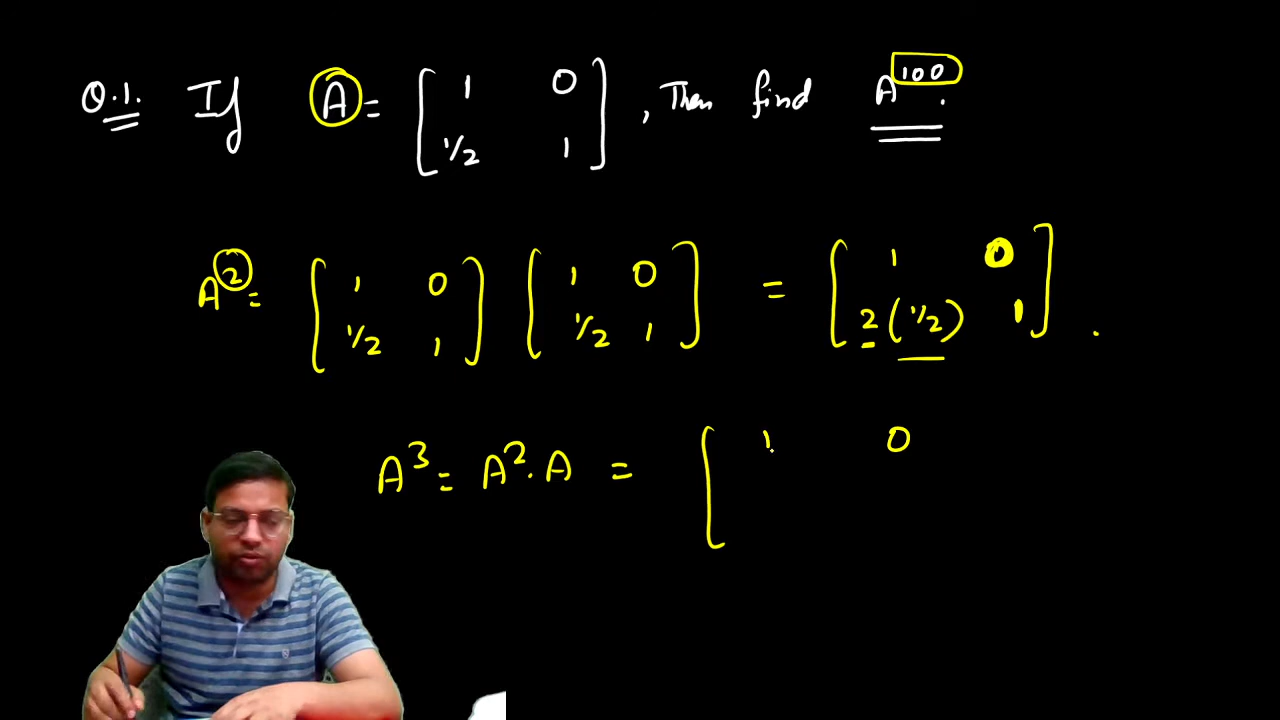 Q.1. If A = [ 1 0 ; 1/2 1 ] , Then find A^100.
A^2 = [ 1 0 ; 1/2 1 ] [ 1 0 ; 1/2 1 ] = [ 1 0 ; 2(1/2) 1 ] .
A^3 = A^2 . A = [ 1 0